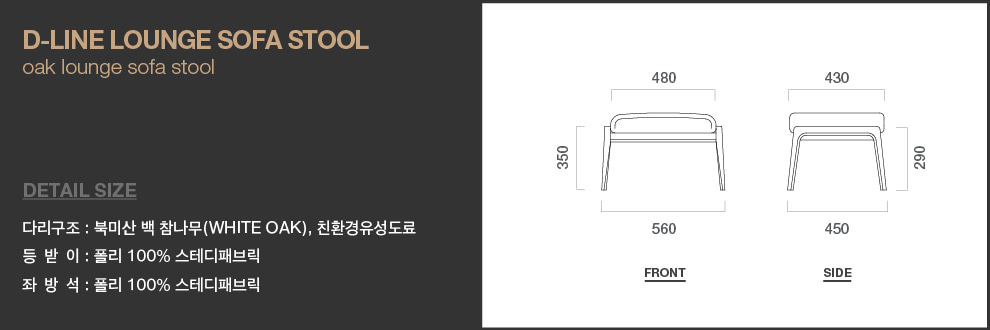 D-LINE LOUNGE SOFA STOOL
oak lounge sofa stool
DETAIL SIZE
다리구조 : 북미산 백 참나무(WHITE OAK), 친환경유성도료
등 받 이 : 폴리 100% 스테디패브릭
좌 방 석 : 폴리 100% 스테디패브릭
480
430
350
290
560
450
FRONT
SIDE